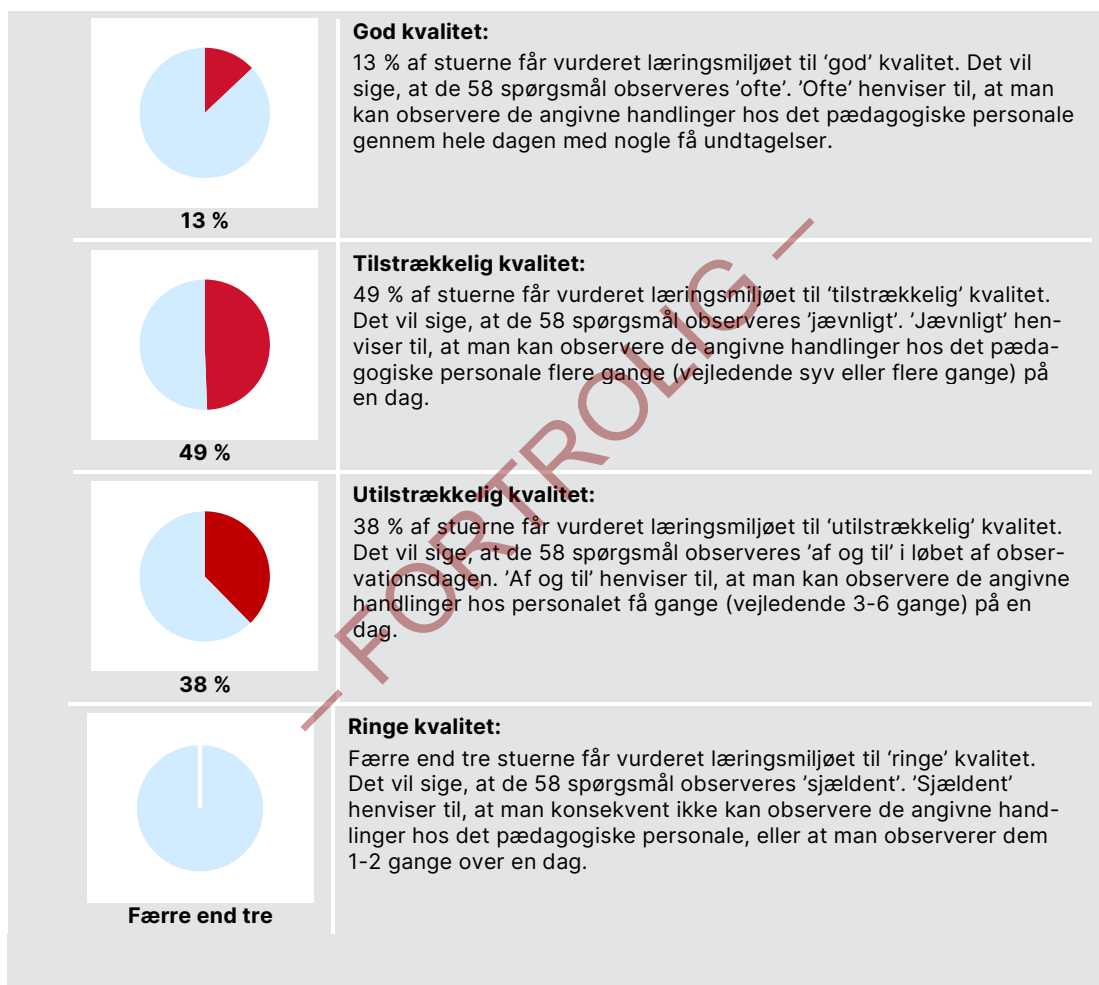 God kvalitet:
13 % af stuerne får vurderet læringsmiljøet til ’god’ kvalitet. Det vil
sige, at de 58 spørgsmål observeres ’ofte’. ’Ofte’ henviser til, at man
kan observere de angivne handlinger hos det pædagogiske personale
gennem hele dagen med nogle få undtagelser.
13 %
Tilstrækkelig kvalitet:
49 % af stuerne får vurderet læringsmiljøet til ‘tilstrækkelig’ kvalitet.
Det vil sige, at de 58 spørgsmål observeres ’jævnligt’. ’Jævnligt’ hen-
viser til, at man kan observere de angivne handlinger hos det pæda-
gogiske personale flere gange (vejledende syv eller flere gange) på
en dag.
49 %
Utilstrækkelig kvalitet:
38 % af stuerne får vurderet læringsmiljøet til ‘utilstrækkelig’ kvalitet.
Det vil sige, at de 58 spørgsmål observeres ’af og til’ i løbet af obser-
vationsdagen. ’Af og til’ henviser til, at man kan observere de angivne
handlinger hos personalet få gange (vejledende 3-6 gange) på en
dag.
38 %
Ringe kvalitet:
Færre end tre stuerne får vurderet læringsmiljøet til ‘ringe’ kvalitet.
Det vil sige, at de 58 spørgsmål observeres ’sjældent’. ’Sjældent’
henviser til, at man konsekvent ikke kan observere de angivne hand-
linger hos det pædagogiske personale, eller at man observerer dem
1-2 gange over en dag.
Færre end tre
– FORTROLIG –